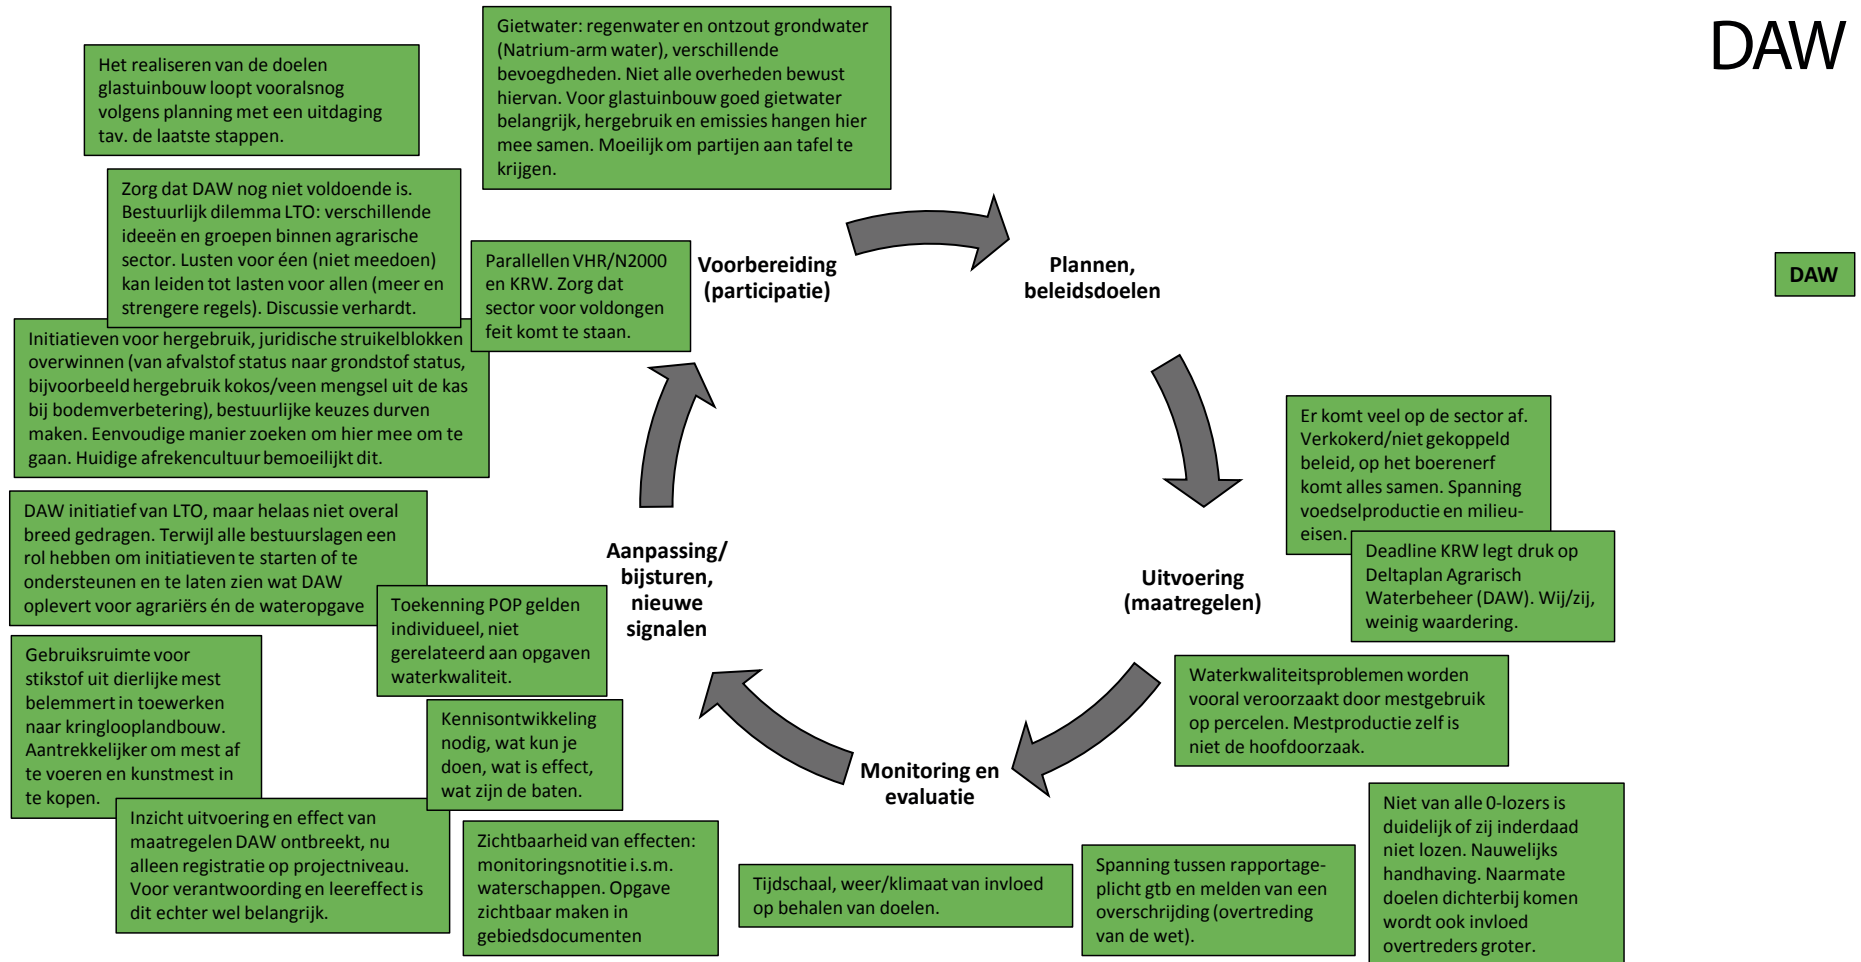 DAW
Gietwater: regenwater en ontzout grondwater
(Natrium-arm water), verschillende
bevoegdheden. Niet alle overheden bewust
hiervan. Voor glastuinbouw goed gietwater
belangrijk, hergebruik en emissies hangen hier
mee samen. Moeilijk om partijen aan tafel te
krijgen.
Het realiseren van de doelen
glastuinbouw loopt vooralsnog
volgens planning met een uitdaging
tav. de laatste stappen.
Zorg dat DAW nog niet voldoende is.
Bestuurlijk dilemma LTO: verschillende
ideeën en groepen binnen agrarische
sector. Lusten voor één (niet meedoen)
kan leiden tot lasten voor allen (meer en
strengere regels). Discussie verhardt.
Parallellen VHR/N2000
en KRW. Zorg dat
sector voor voldongen
feit komt te staan.
Voorbereiding
(participatie)
Plannen,
beleidsdoelen
DAW
Initiatieven voor hergebruik, juridische struikelblokken
overwinnen (van afvalstof status naar grondstof status,
bijvoorbeeld hergebruik kokos/veen mengsel uit de kas
bij bodemverbetering), bestuurlijke keuzes durven
maken. Eenvoudige manier zoeken om hier mee om te
gaan. Huidige afrekencultuur bemoeilijkt dit.
Er komt veel op de sector af.
Verkokerd/niet gekoppeld
beleid, op het boerenerf
komt alles samen. Spanning
voedselproductie en milieu-
eisen.
Deadline KRW legt druk op
Deltaplan Agrarisch
Waterbeheer (DAW). Wij/zij,
weinig waardering.
DAW initiatief van LTO, maar helaas niet overal
breed gedragen. Terwijl alle bestuurslagen een
rol hebben om initiatieven te starten of te
ondersteunen en te laten zien wat DAW
oplevert voor agrariërs én de wateropgave
Aanpassing/
bijsturen,
nieuwe
signalen
Uitvoering
(maatregelen)
Toekenning POP gelden
individueel, niet
gerelateerd aan opgaven
waterkwaliteit.
Gebruiksruimte voor
stikstof uit dierlijke mest
belemmert in toewerken
naar kringlooplandbouw.
Aantrekkelijker om mest af
te voeren en kunstmest in
te kopen.
Waterkwaliteitsproblemen worden
vooral veroorzaakt door mestgebruik
op percelen. Mestproductie zelf is
niet de hoofdoorzaak.
Kennisontwikkeling
nodig, wat kun je
doen, wat is effect,
wat zijn de baten.
Monitoring en
evaluatie
Inzicht uitvoering en effect van
maatregelen DAW ontbreekt, nu
alleen registratie op projectniveau.
Voor verantwoording en leereffect is
dit echter wel belangrijk.
Zichtbaarheid van effecten:
monitoringsnotitie i.s.m.
waterschappen. Opgave
zichtbaar maken in
gebiedsdocumenten
Tijdschaal, weer/klimaat van invloed
op behalen van doelen.
Spanning tussen rapportage-
plicht gtb en melden van een
overschrijding (overtreding
van de wet).
Niet van alle 0-lozers is
duidelijk of zij inderdaad
niet lozen. Nauwelijks
handhaving. Naarmate
doelen dichterbij komen
wordt ook invloed
overtreders groter.